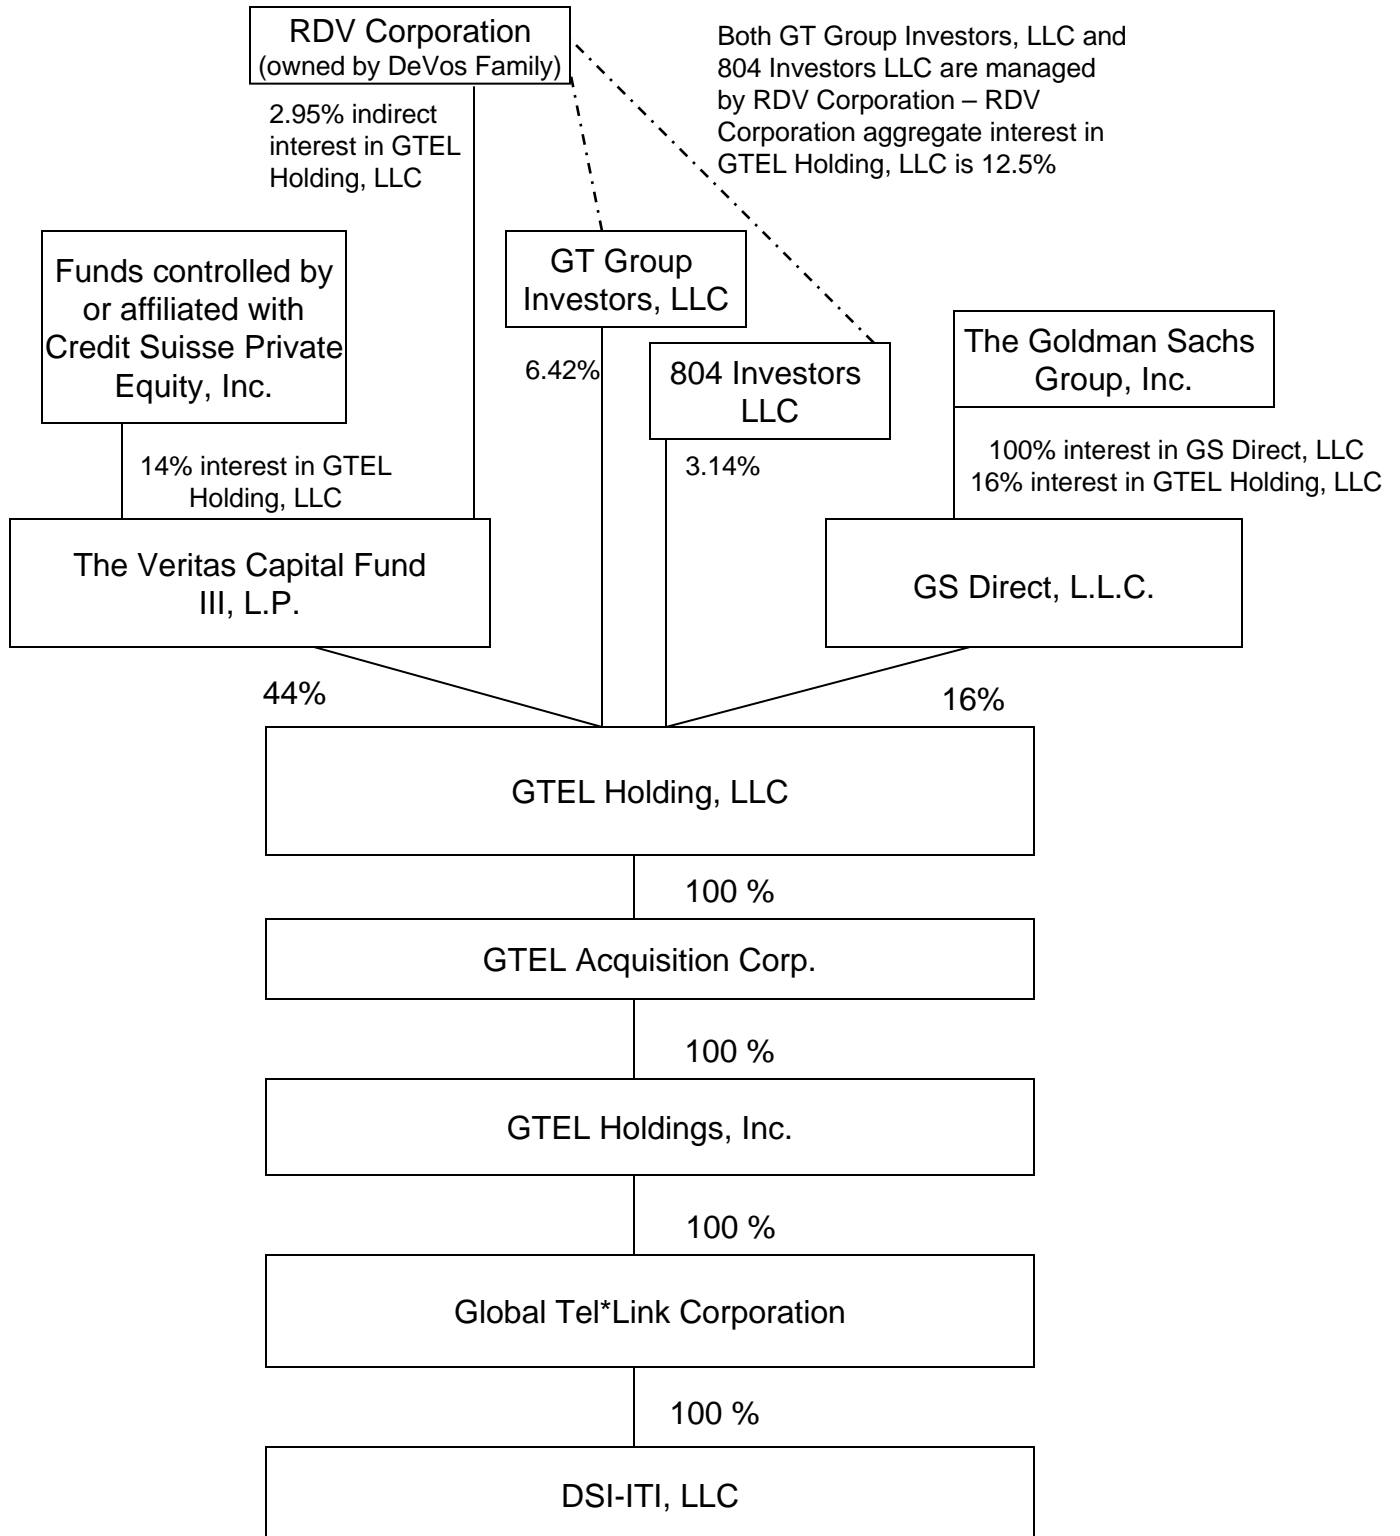 RDV Corporation
(owned by DeVos Family)
Both GT Group Investors, LLC and
804 Investors LLC are managed
by RDV Corporation – RDV
Corporation aggregate interest in
GTEL Holding, LLC is 12.5%
2.95% indirect
interest in GTEL
Holding, LLC
Funds controlled by
or affiliated with
Credit Suisse Private
Equity, Inc.
GT Group
Investors, LLC
The Goldman Sachs
Group, Inc.
6.42%
804 Investors
LLC
14% interest in GTEL
Holding, LLC
3.14%
100% interest in GS Direct, LLC
16% interest in GTEL Holding, LLC
The Veritas Capital Fund
III, L.P.
GS Direct, L.L.C.
44%
16%
GTEL Holding, LLC
100 %
GTEL Acquisition Corp.
100 %
GTEL Holdings, Inc.
100 %
Global Tel*Link Corporation
100 %
DSI-ITI, LLC